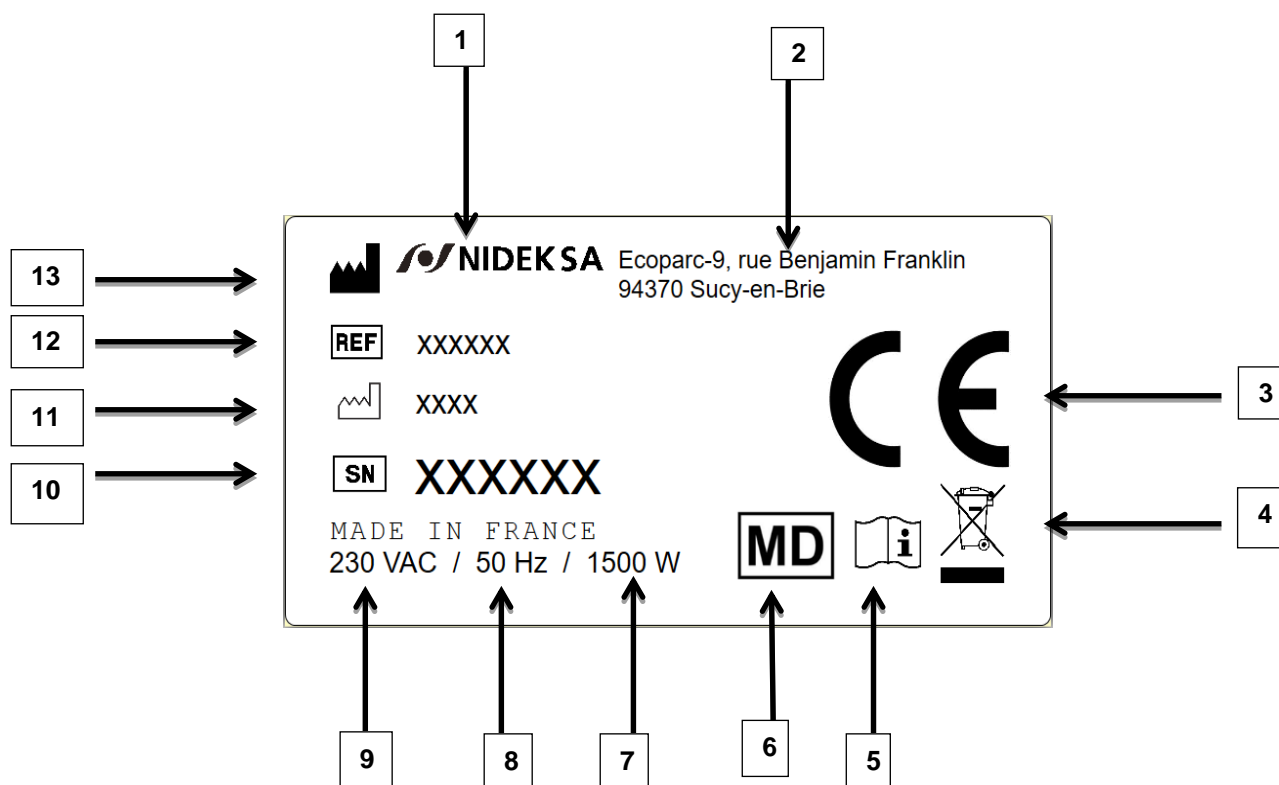 1
2
NIDEK SA
Ecoparc-9, rue Benjamin Franklin
94370 Sucy-en-Brie
13
12
REF xxxxxx
11
xxxx
10
SN XXXXXX
3
4
MADE IN FRANCE
230 VAC / 50 Hz / 1500 W
MD
i
CE
9
8
7
6
5